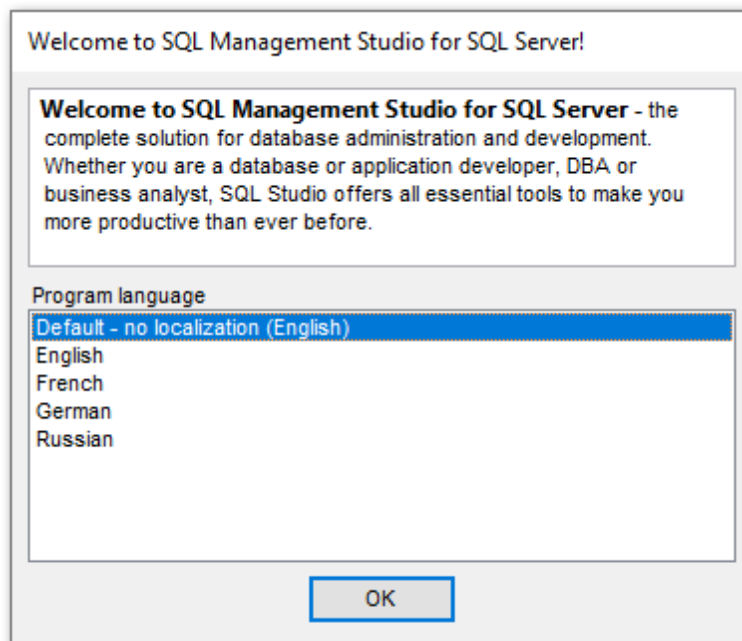 Welcome to SQL Management Studio for SQL Server!
Welcome to SQL Management Studio for SQL Server - the
complete solution for database administration and development.
Whether you are a database or application developer, DBA or
business analyst, SQL Studio offers all essential tools to make you
more productive than ever before.
Program language
Default - no localization (English)
English
French
German
Russian
OK